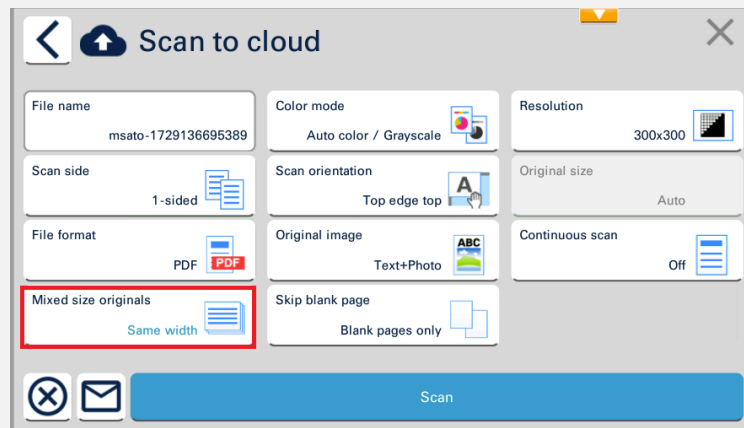 Scan to cloud
File name
msato-1729136695389
Color mode
Auto color / Grayscale
Resolution
300x300
Scan side
1-sided
Scan orientation
A
Top edge top
Original size
Auto
File format
PDF
PDF
Original image
ABC
Text+Photo
Continuous scan
Off
Mixed size originals
Same width
Skip blank page
Blank pages only
Scan